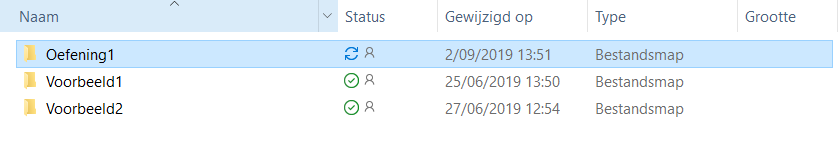 Naam Status Gewijzigd op Type Grootte
Oefening1 2/09/2019 13:51 Bestandsmap
Voorbeeld1 25/06/2019 13:50 Bestandsmap
Voorbeeld2 27/06/2019 12:54 Bestandsmap